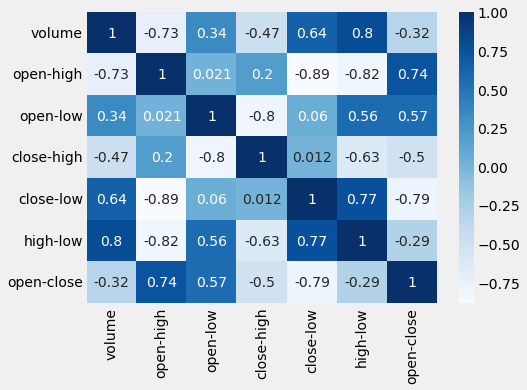 volume 1 -0.73 0.34 -0.47 0.64 0.8 -0.32
open-high -0.73 1 0.021 0.2 -0.89 -0.82 0.74
open-low 0.34 0.021 1 -0.8 0.06 0.56 0.57
close-high -0.47 0.2 -0.8 1 0.012 -0.63 -0.5
close-low 0.64 -0.89 0.06 0.012 1 0.77 -0.79
high-low 0.8 -0.82 0.56 -0.63 0.77 1 -0.29
open-close -0.32 0.74 0.57 -0.5 -0.79 -0.29 1
volume
open-high
open-low
close-high
close-low
high-low
open-close
1.00
0.75
0.50
0.25
0.00
−0.25
−0.50
−0.75